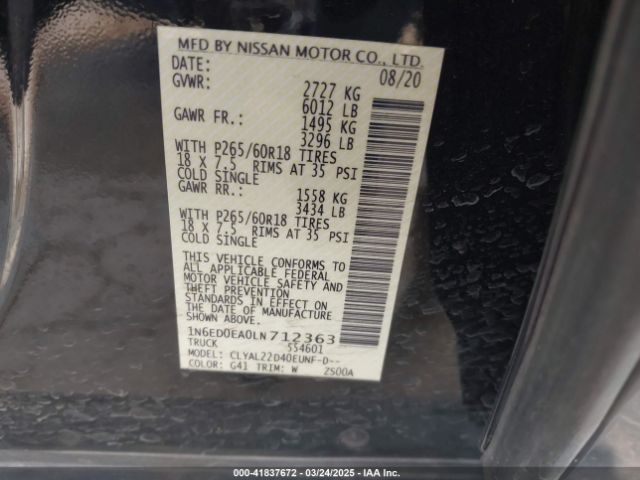 MFD BY NISSAN MOTOR CO., LTD.
DATE: 08/20
GVWR: 2727 KG
6012 LB
GAWR FR.: 1495 KG
3296 LB
WITH P265/60R18 TIRES
18 X 7.5 RIMS AT 35 PSI
COLD SINGLE
GAWR RR.: 1558 KG
3434 LB
WITH P265/60R18 TIRES
18 X 7.5 RIMS AT 35 PSI
COLD SINGLE
THIS VEHICLE CONFORMS TO
ALL APPLICABLE FEDERAL
MOTOR VEHICLE SAFETY AND
THEFT PREVENTION
STANDARDS IN EFFECT ON
THE DATE OF MANUFACTURE
SHOWN ABOVE.
1N6ED0EA0LN712363
TRUCK 554601
MODEL: CLYAL22D40EUNF-D--
COLOR: G41 TRIM: W ZS00A
000-41837672 • 03/24/2025 • IAA Inc.